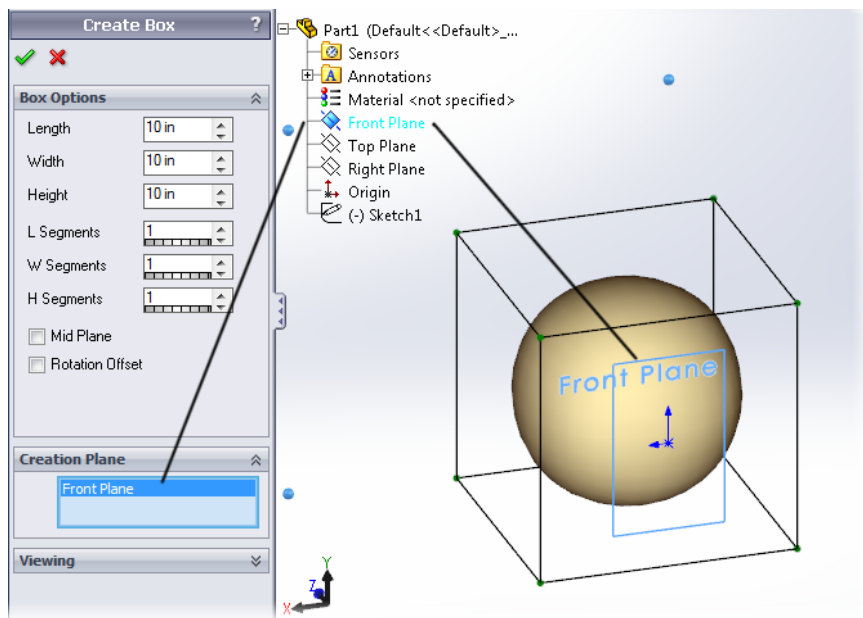 Create Box ?
Box Options
Length 10 in
Width 10 in
Height 10 in
L Segments 1
W Segments 1
H Segments 1
Mid Plane
Rotation Offset
Creation Plane
Front Plane
Viewing
Part1 (Default<<Default>_...
Sensors
A Annotations
Material <not specified>
Front Plane
Top Plane
Right Plane
Origin
(-) Sketch1
Front Plane
Y
Z
X